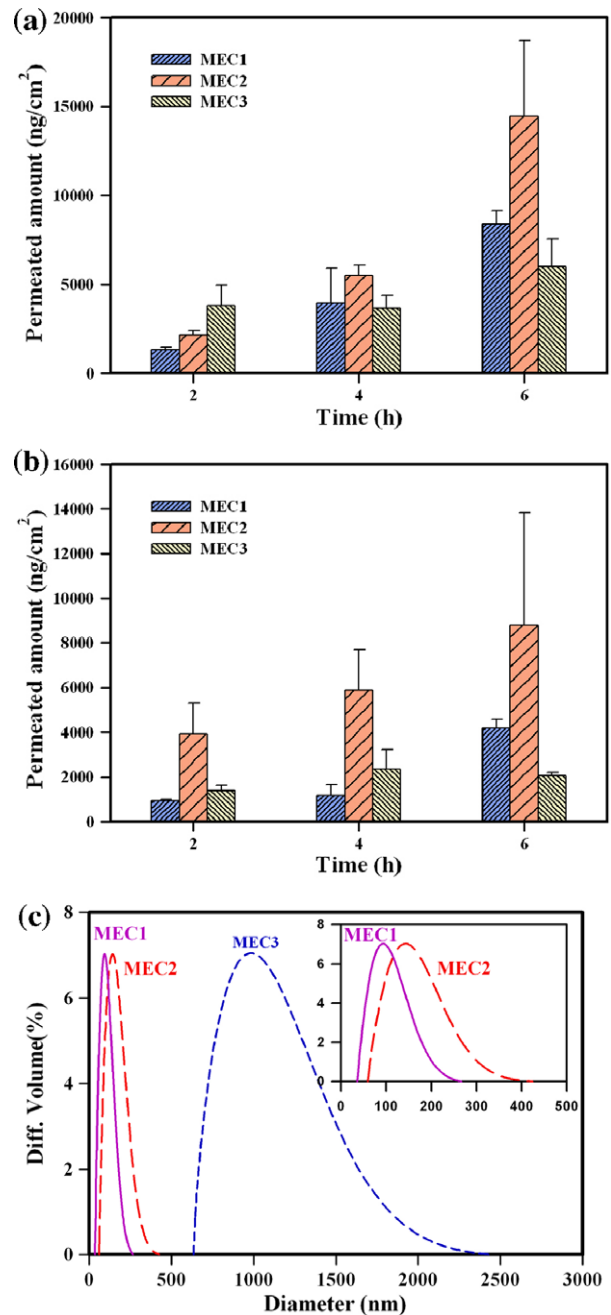 (a)
20000
15000
10000
5000
0
Permeated amount (ng/cm²)
MEC1
MEC2
MEC3
2 4 6
Time (h)
(b)
16000
14000
12000
10000
8000
6000
4000
2000
0
Permeated amount (ng/cm²)
MEC1
MEC2
MEC3
2 4 6
Time (h)
(c)
8
6
4
2
0
Diff. Volume(%)
MEC1
MEC2
MEC3
8
6
4
2
0
MEC1
MEC2
0 100 200 300 400 500
0 500 1000 1500 2000 2500 3000
Diameter (nm)